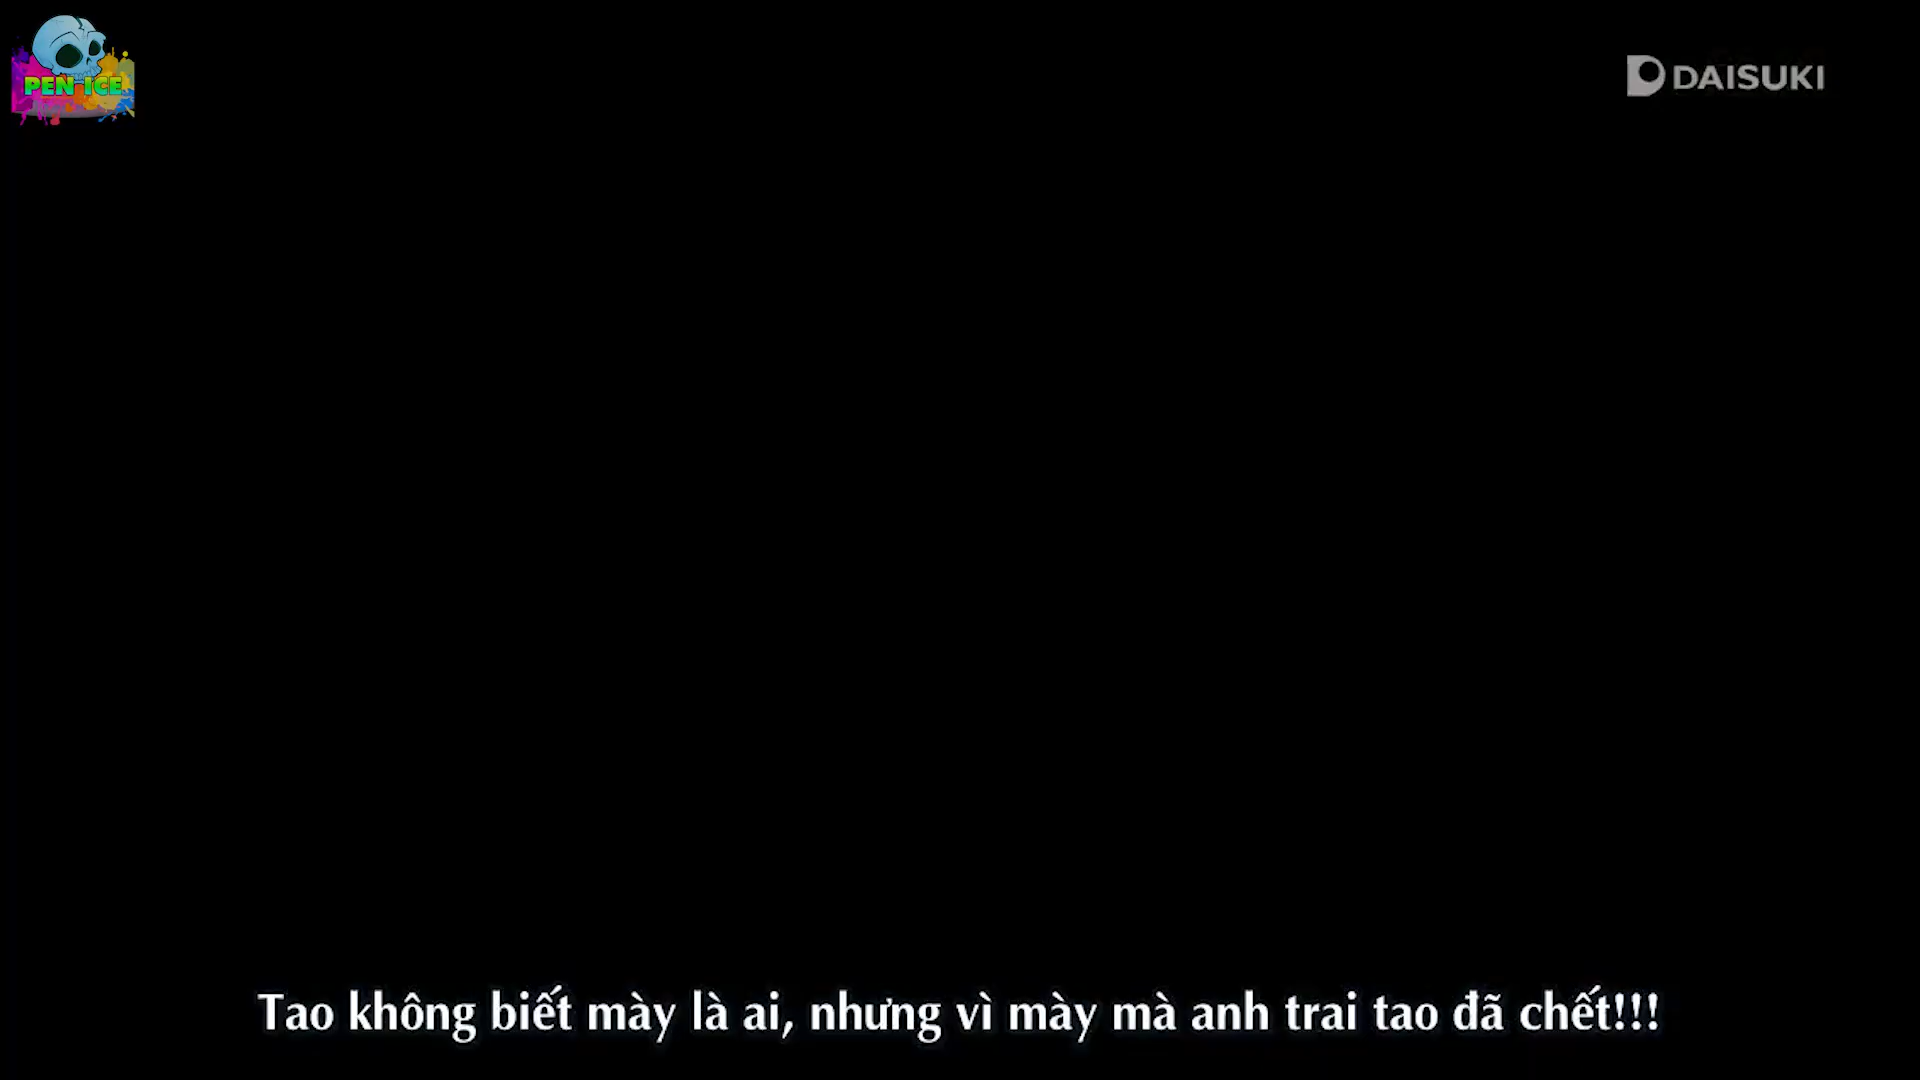 PEN ICE
DAISUKI
Tao không biết mày là ai, nhưng vì mày mà anh trai tao đã chết!!!